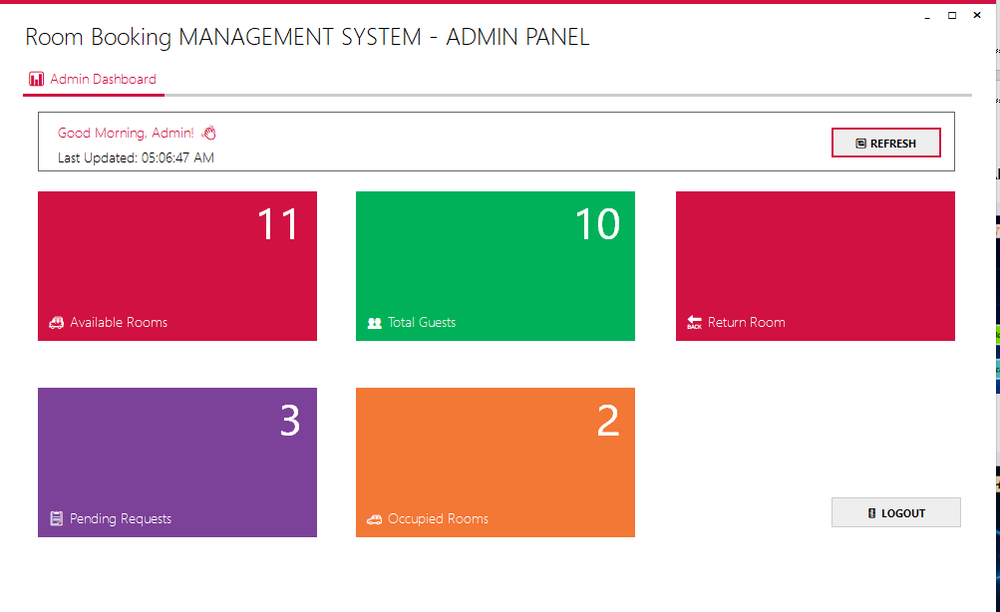 Room Booking MANAGEMENT SYSTEM - ADMIN PANEL
Admin Dashboard
Good Morning, Admin! 👋
Last Updated: 05:06:47 AM
REFRESH
11
Available Rooms
10
Total Guests
BACK
Return Room
3
Pending Requests
2
Occupied Rooms
LOGOUT